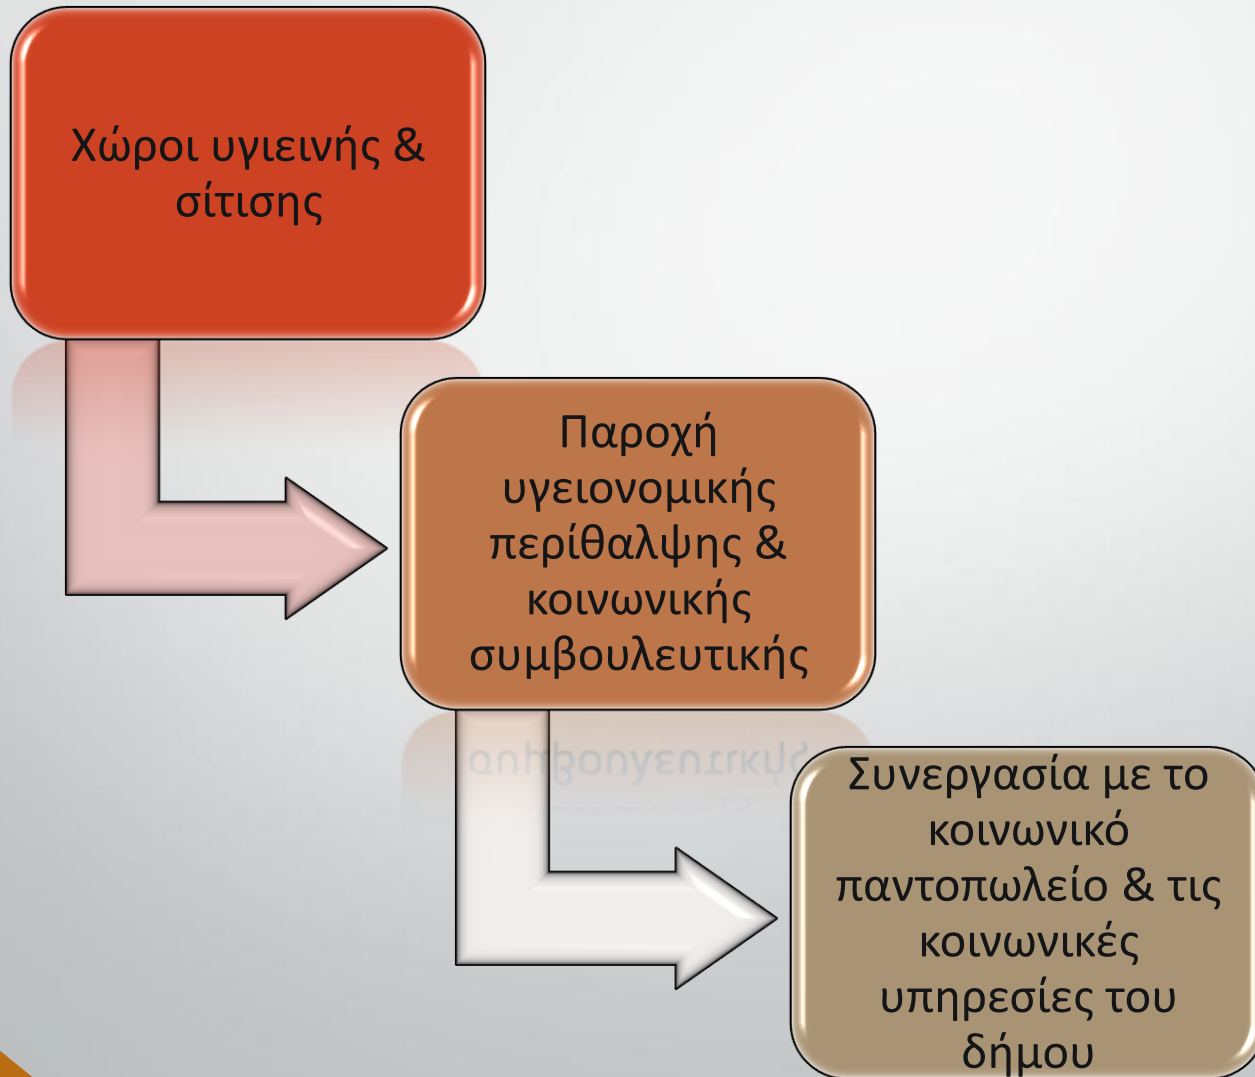 Χώροι υγιεινής &
σίτισης
Παροχή
υγειονομικής
περίθαλψης &
κοινωνικής
συμβουλευτικής
Συνεργασία με το
κοινωνικό
παντοπωλείο & τις
κοινωνικές
υπηρεσίες του
δήμου